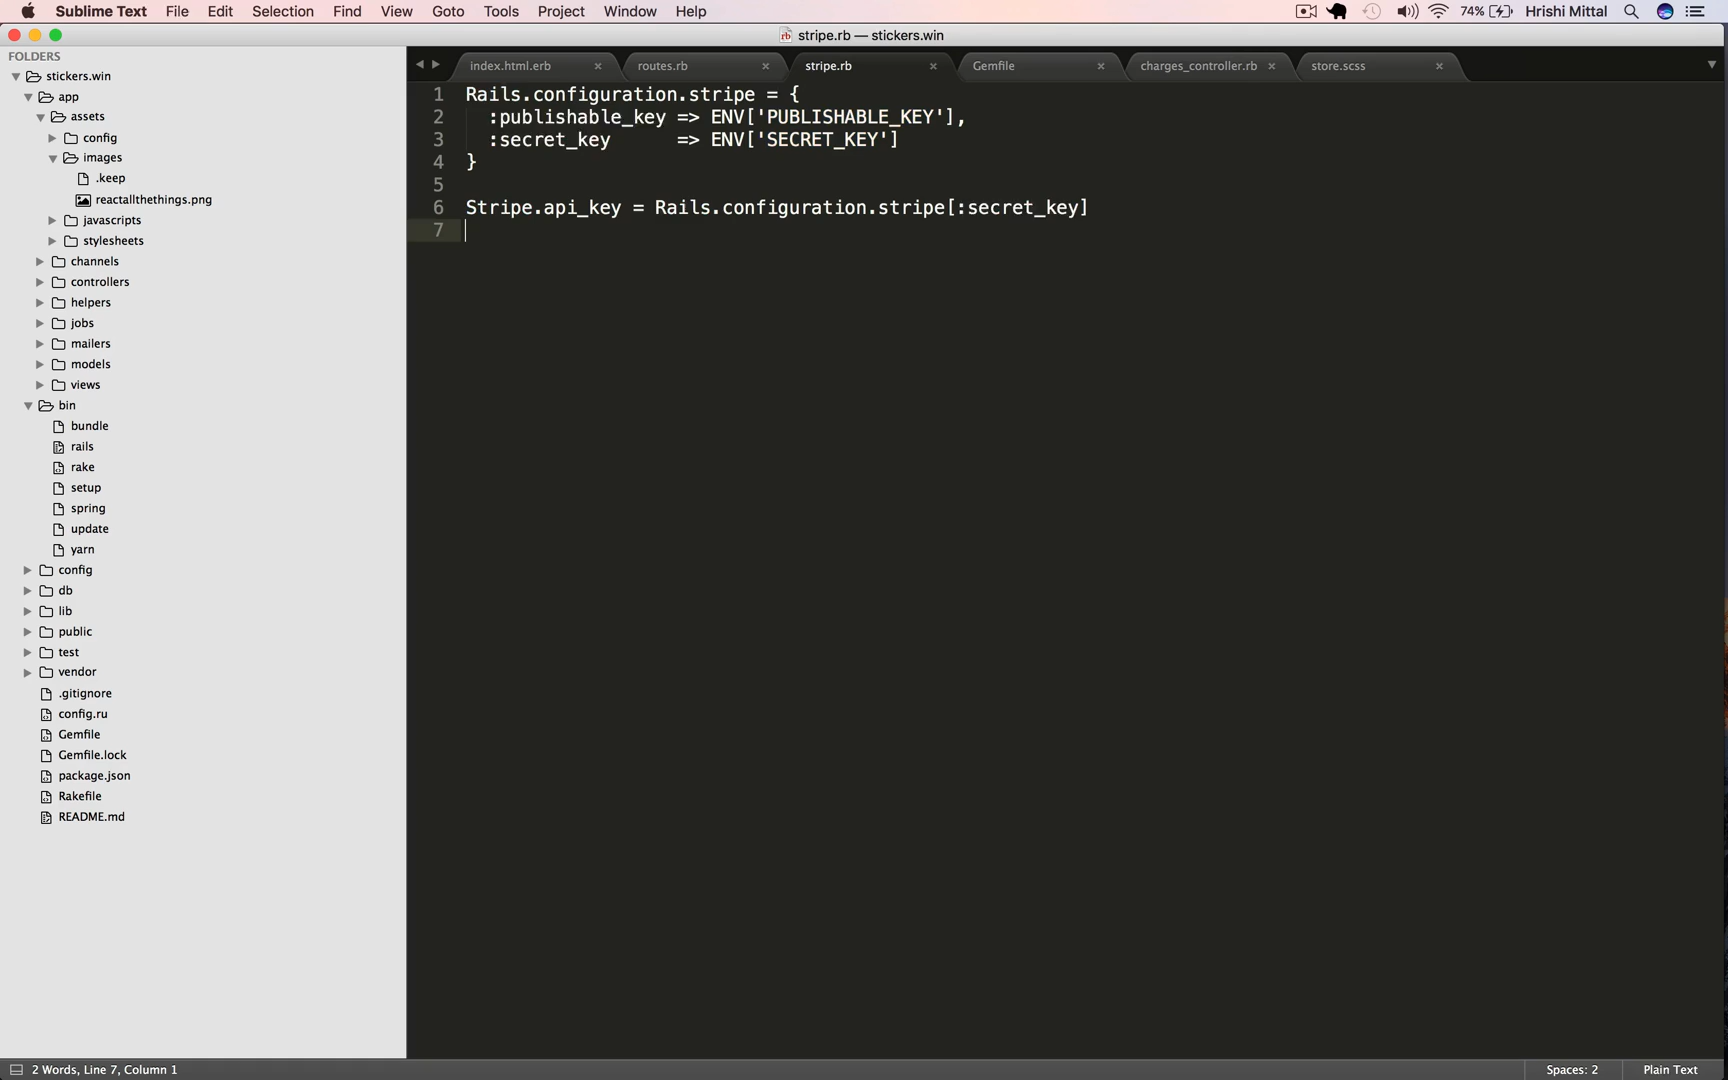 Sublime Text File Edit Selection Find View Goto Tools Project Window Help 74% Hrishi Mittal
stripe.rb — stickers.win
FOLDERS
stickers.win
app
assets
config
images
.keep
reactallthethings.png
javascripts
stylesheets
channels
controllers
helpers
jobs
mailers
models
views
bin
bundle
rails
rake
setup
spring
update
yarn
config
db
lib
public
test
vendor
.gitignore
config.ru
Gemfile
Gemfile.lock
package.json
Rakefile
README.md
index.html.erb × routes.rb × stripe.rb × Gemfile × charges_controller.rb × store.scss ×
1 Rails.configuration.stripe = {
2   :publishable_key => ENV['PUBLISHABLE_KEY'],
3   :secret_key      => ENV['SECRET_KEY']
4 }
5
6 Stripe.api_key = Rails.configuration.stripe[:secret_key]
7
2 Words, Line 7, Column 1 Spaces: 2 Plain Text